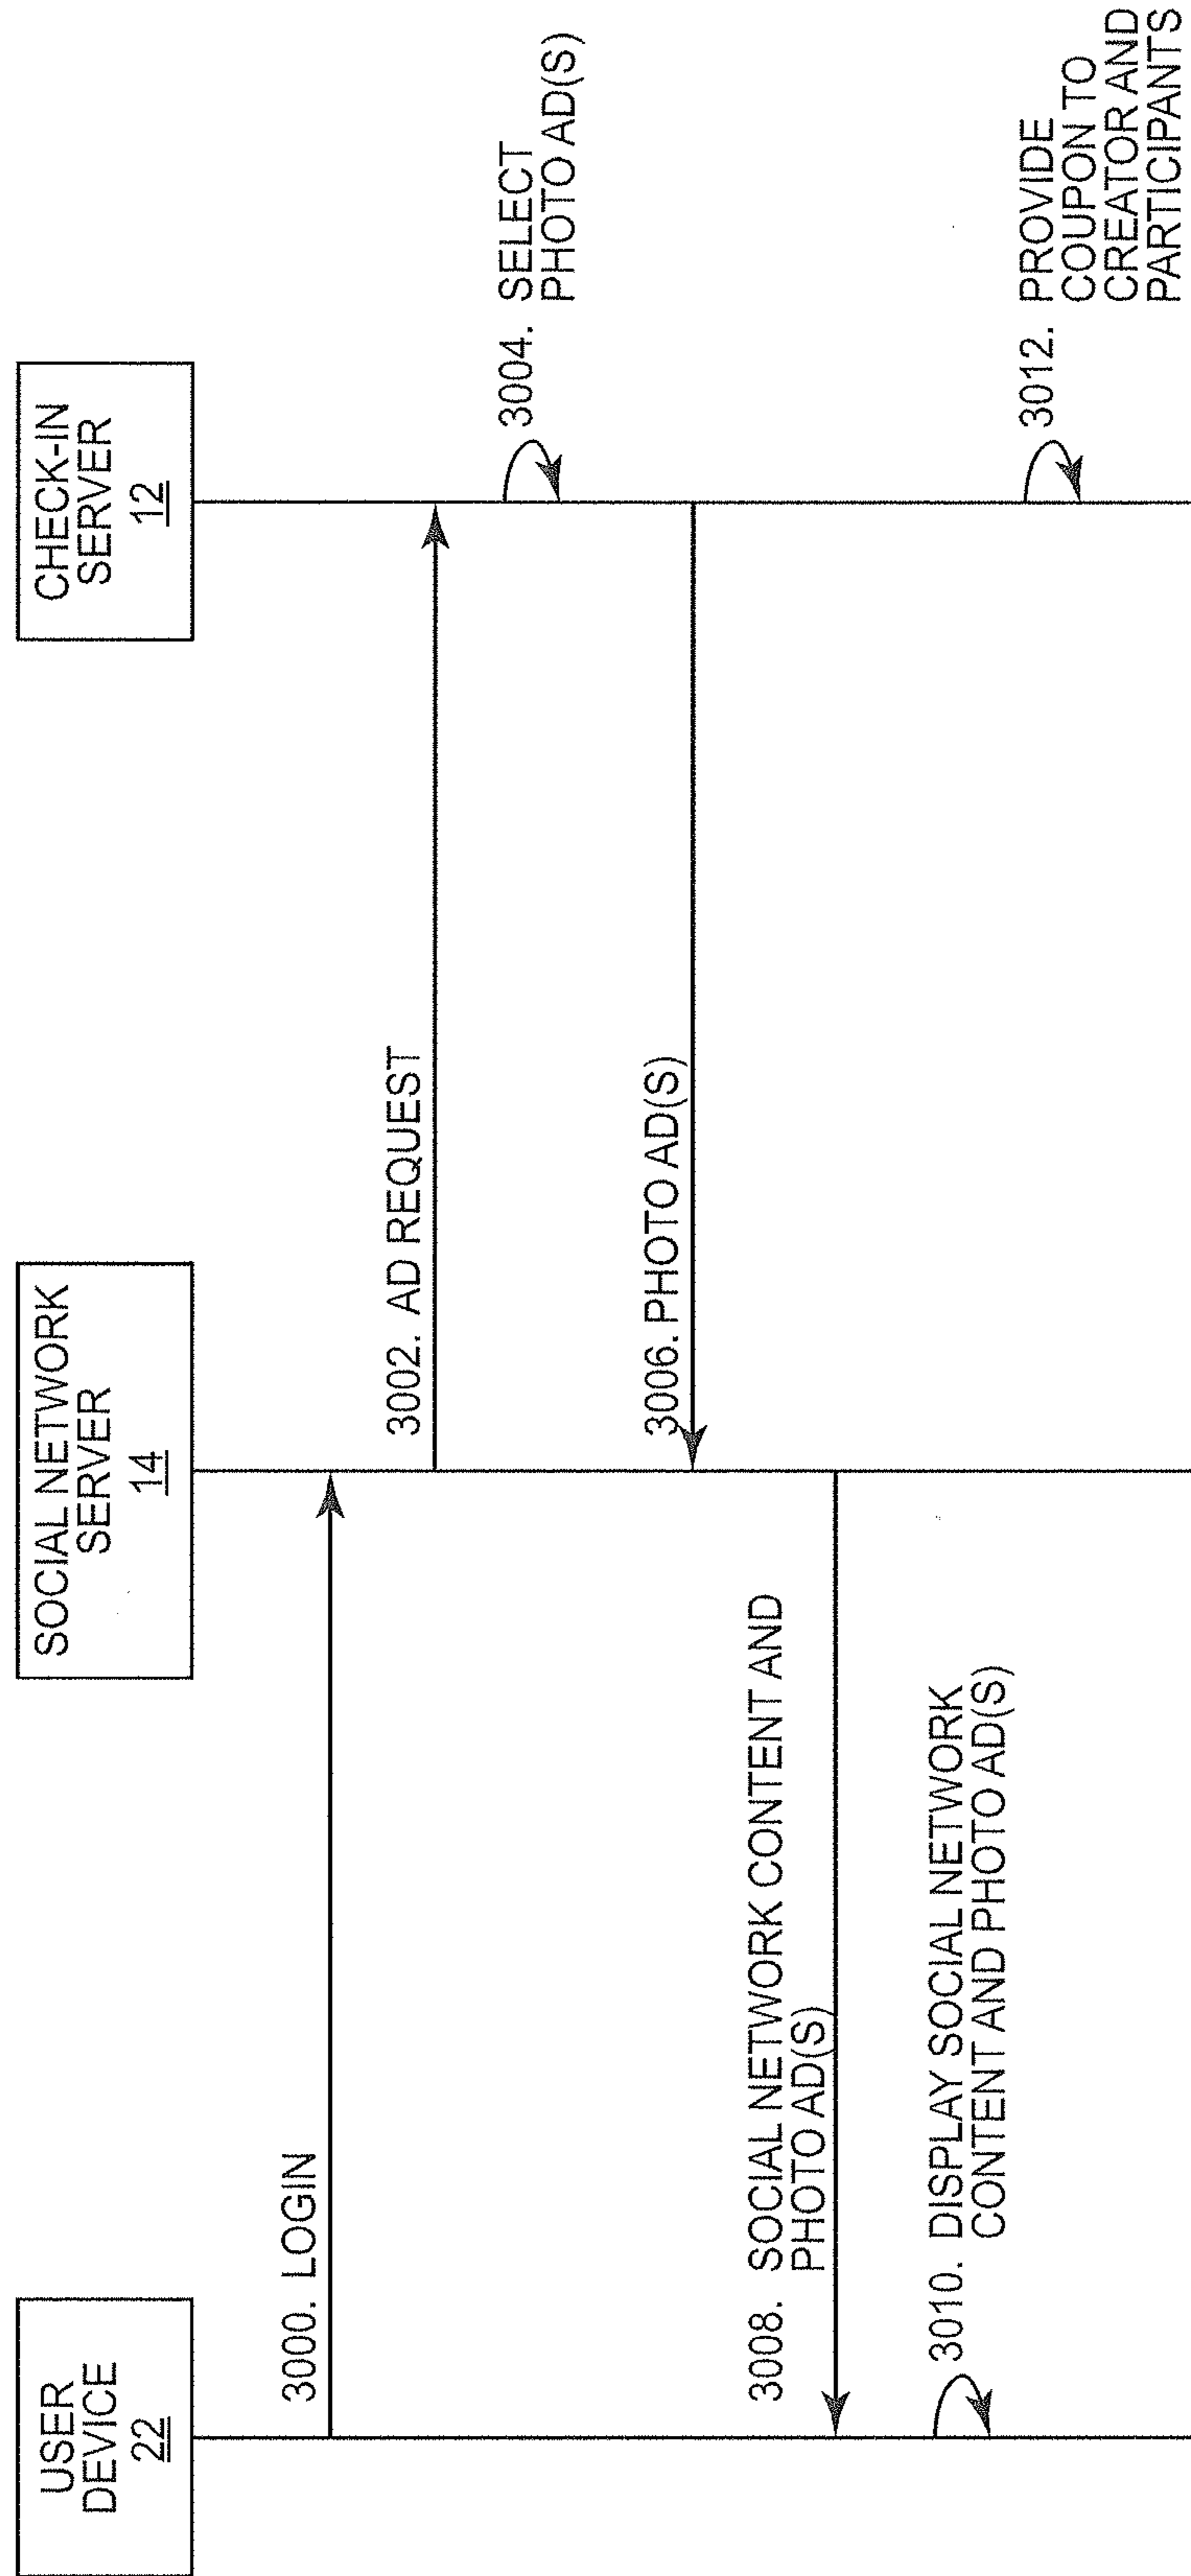 USER
DEVICE
22
SOCIAL NETWORK
SERVER
14
CHECK-IN
SERVER
12
3000. LOGIN
3002. AD REQUEST
3004. SELECT
PHOTO AD(S)
3006. PHOTO AD(S)
3008. SOCIAL NETWORK CONTENT AND
PHOTO AD(S)
3010. DISPLAY SOCIAL NETWORK
CONTENT AND PHOTO AD(S)
3012. PROVIDE
COUPON TO
CREATOR AND
PARTICIPANTS